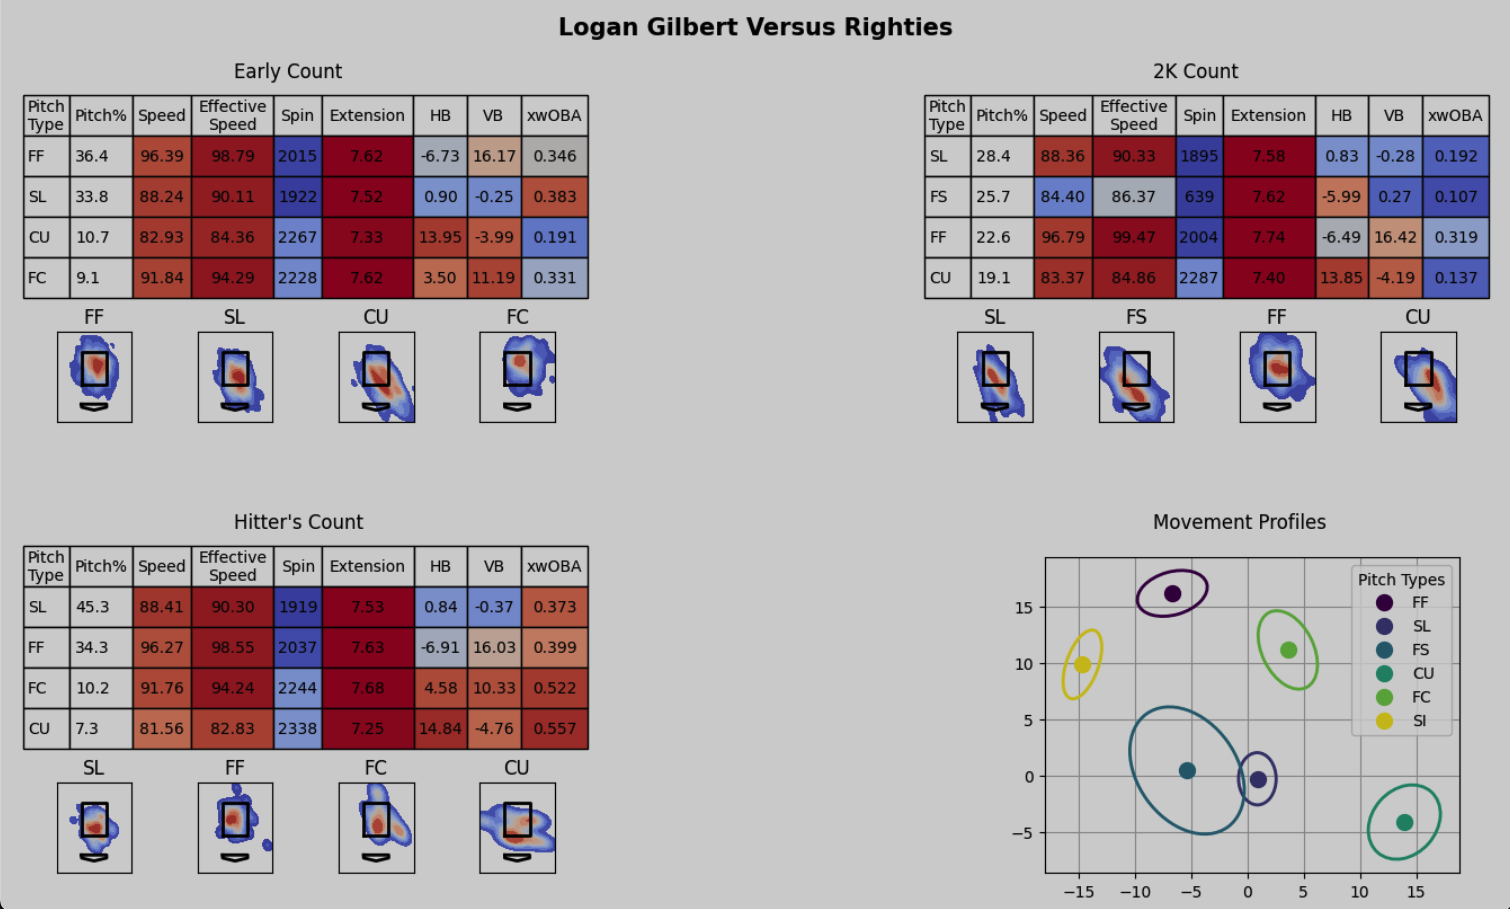 Logan Gilbert Versus Righties
Early Count
Pitch Type Pitch% Speed Effective Speed Spin Extension HB VB xwOBA
FF 36.4 96.39 98.79 2015 7.62 -6.73 16.17 0.346
SL 33.8 88.24 90.11 1922 7.52 0.90 -0.25 0.383
CU 10.7 82.93 84.36 2267 7.33 13.95 -3.99 0.191
FC 9.1 91.84 94.29 2228 7.62 3.50 11.19 0.331
FF SL CU FC
2K Count
Pitch Type Pitch% Speed Effective Speed Spin Extension HB VB xwOBA
SL 28.4 88.36 90.33 1895 7.58 0.83 -0.28 0.192
FS 25.7 84.40 86.37 639 7.62 -5.99 0.27 0.107
FF 22.6 96.79 99.47 2004 7.74 -6.49 16.42 0.319
CU 19.1 83.37 84.86 2287 7.40 13.85 -4.19 0.137
SL FS FF CU
Hitter's Count
Pitch Type Pitch% Speed Effective Speed Spin Extension HB VB xwOBA
SL 45.3 88.41 90.30 1919 7.53 0.84 -0.37 0.373
FF 34.3 96.27 98.55 2037 7.63 -6.91 16.03 0.399
FC 10.2 91.76 94.24 2244 7.68 4.58 10.33 0.522
CU 7.3 81.56 82.83 2338 7.25 14.84 -4.76 0.557
SL FF FC CU
Movement Profiles
15
10
5
0
−5
−15 −10 −5 0 5 10 15
Pitch Types
FF
SL
FS
CU
FC
SI